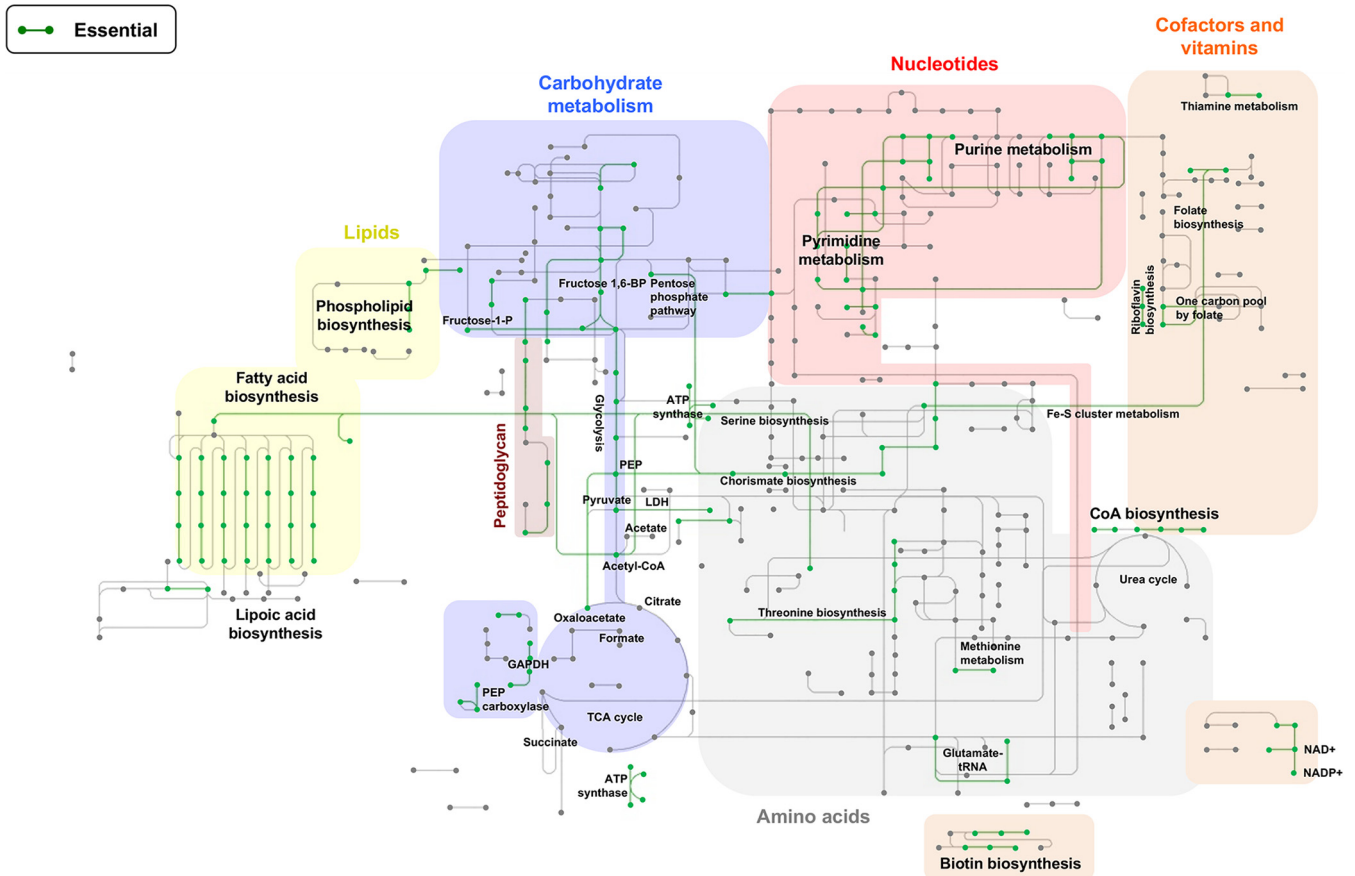 Essential
Cofactors and
vitamins
Nucleotides
Carbohydrate
metabolism
Thiamine metabolism
Purine metabolism
Folate
biosynthesis
Lipids
Pyrimidine
metabolism
Fructose 1,6-BP
Pentose
phosphate
pathway
Riboflavin
biosynthesis
One carbon pool
by folate
Phospholipid
biosynthesis
Fructose-1-P
Fatty acid
biosynthesis
Glycolysis
ATP
synthase
Serine biosynthesis
Fe-S cluster metabolism
Peptidoglycan
PEP
Chorismate biosynthesis
Pyruvate
LDH
CoA biosynthesis
Acetate
Acetyl-CoA
Urea cycle
Lipoic acid
biosynthesis
Citrate
Oxaloacetate
Threonine biosynthesis
Formate
Methionine
metabolism
GAPDH
PEP
carboxylase
TCA cycle
Succinate
Glutamate-
tRNA
NAD+
NADP+
ATP
synthase
Amino acids
Biotin biosynthesis